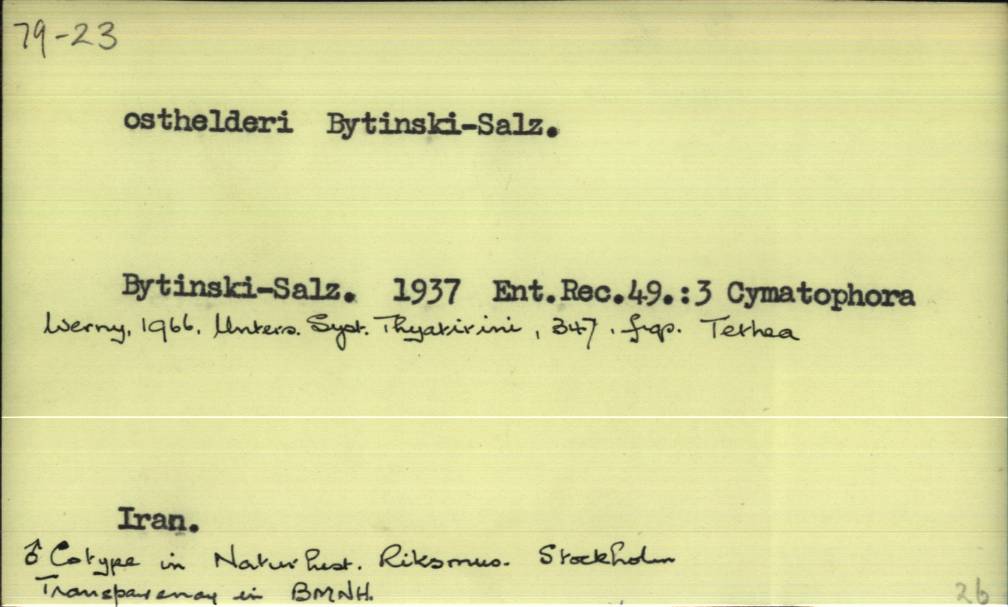 79-23
osthelderi Bytinski-Salz.
Bytinski-Salz. 1937 Ent.Rec.49.:3 Cymatophora
Werny, 1966. Unters. Syst. Thyatirini, 347. figs. Tethea
Iran.
♂ Cotype in Naturhist. Riksmus. Stockholm
Transparency in BMNH.
26